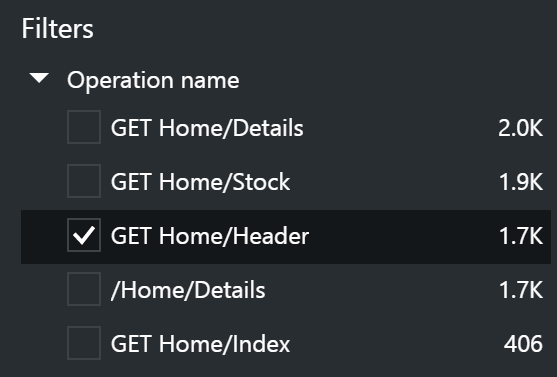 Filters
Operation name
GET Home/Details 2.0K
GET Home/Stock 1.9K
GET Home/Header 1.7K
/Home/Details 1.7K
GET Home/Index 406